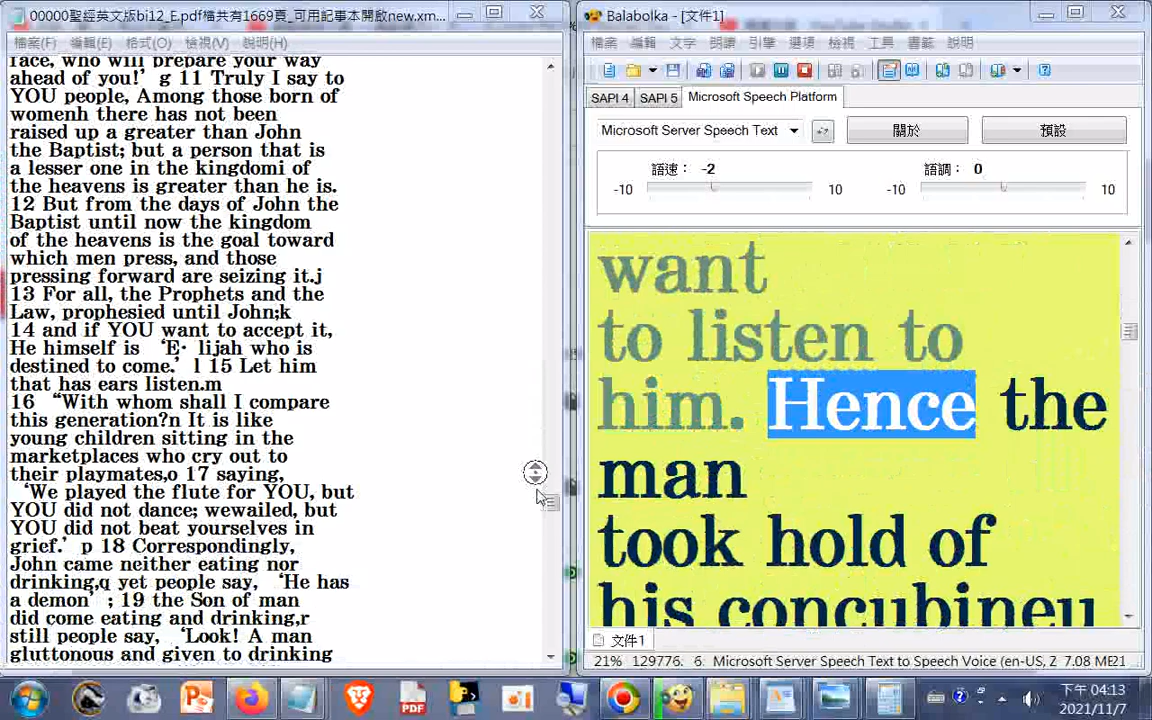 00000聖經英文版bi12_E.pdf檔共有1669頁_可用記事本開啟new.xm...
檔案(F) 編輯(E) 格式(O) 檢視(V) 說明(H)
face, who will prepare your way
ahead of you!’ g 11 Truly I say to
YOU people, Among those born of
womenh there has not been
raised up a greater than John
the Baptist; but a person that is
a lesser one in the kingdomi of
the heavens is greater than he is.
12 But from the days of John the
Baptist until now the kingdom
of the heavens is the goal toward
which men press, and those
pressing forward are seizing it.j
13 For all, the Prophets and the
Law, prophesied until John;k
14 and if YOU want to accept it,
He himself is ‘E· lijah who is
destined to come.’ l 15 Let him
that has ears listen.m
16 “With whom shall I compare
this generation?n It is like
young children sitting in the
marketplaces who cry out to
their playmates,o 17 saying,
‘We played the flute for YOU, but
YOU did not dance; wewailed, but
YOU did not beat yourselves in
grief.’ p 18 Correspondingly,
John came neither eating nor
drinking,q yet people say, ‘He has
a demon’ ; 19 the Son of man
did come eating and drinking,r
still people say, ‘Look! A man
gluttonous and given to drinking
Balabolka - [文件1]
檔案 編輯 文字 朗讀 引擎 選項 檢視 工具 書籤 說明
SAPI 4 SAPI 5 Microsoft Speech Platform
Microsoft Server Speech Text 關於 預設
語速： -2 語調： 0
-10 10 -10 10
want
to listen to
him. Hence the
man
took hold of
his concubineu
文件1
21% 129776. 6: Microsoft Server Speech Text to Speech Voice (en-US, Z 7.08 ME21
PDF
下午 04:13
2021/11/7